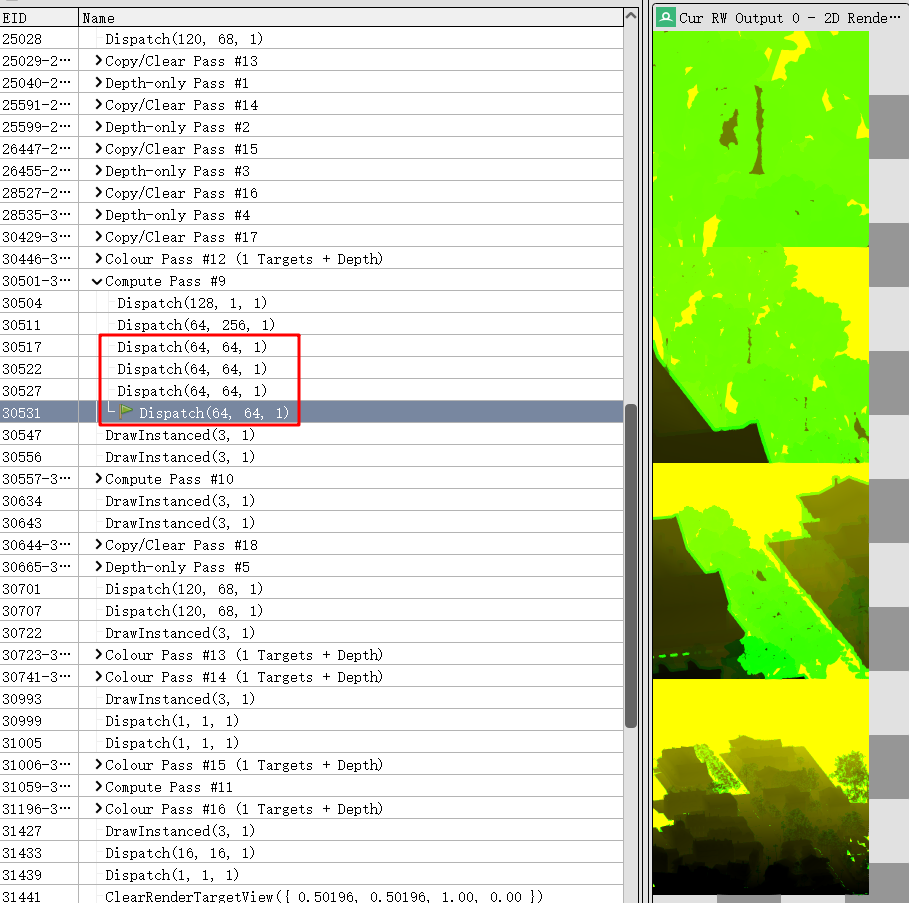 EID Name
25028 Dispatch(120, 68, 1)
25029-2··· Copy/Clear Pass #13
25040-2··· Depth-only Pass #1
25591-2··· Copy/Clear Pass #14
25599-2··· Depth-only Pass #2
26447-2··· Copy/Clear Pass #15
26455-2··· Depth-only Pass #3
28527-2··· Copy/Clear Pass #16
28535-3··· Depth-only Pass #4
30429-3··· Copy/Clear Pass #17
30446-3··· Colour Pass #12 (1 Targets + Depth)
30501-3··· Compute Pass #9
30504 Dispatch(128, 1, 1)
30511 Dispatch(64, 256, 1)
30517 Dispatch(64, 64, 1)
30522 Dispatch(64, 64, 1)
30527 Dispatch(64, 64, 1)
30531 Dispatch(64, 64, 1)
30547 DrawInstanced(3, 1)
30556 DrawInstanced(3, 1)
30557-3··· Compute Pass #10
30634 DrawInstanced(3, 1)
30643 DrawInstanced(3, 1)
30644-3··· Copy/Clear Pass #18
30665-3··· Depth-only Pass #5
30701 Dispatch(120, 68, 1)
30707 Dispatch(120, 68, 1)
30722 DrawInstanced(3, 1)
30723-3··· Colour Pass #13 (1 Targets + Depth)
30741-3··· Colour Pass #14 (1 Targets + Depth)
30993 DrawInstanced(3, 1)
30999 Dispatch(1, 1, 1)
31005 Dispatch(1, 1, 1)
31006-3··· Colour Pass #15 (1 Targets + Depth)
31059-3··· Compute Pass #11
31196-3··· Colour Pass #16 (1 Targets + Depth)
31427 DrawInstanced(3, 1)
31433 Dispatch(16, 16, 1)
31439 Dispatch(1, 1, 1)
31441 ClearRenderTargetView({ 0.50196, 0.50196, 1.00, 0.00 })
Cur RW Output 0 - 2D Rende···